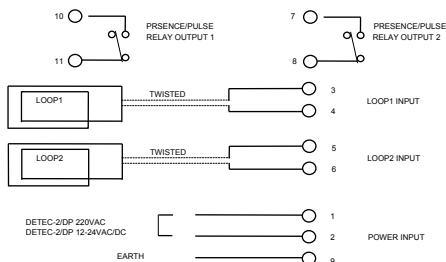 10
PRSENCE/PULSE
RELAY OUTPUT 1
11
7
PRESENCE/PULSE
RELAY OUTPUT 2
8
LOOP1
TWISTED
3
4
LOOP1 INPUT
LOOP2
TWISTED
5
6
LOOP2 INPUT
DETEC-2/DP 220VAC
DETEC-2/DP 12-24VAC/DC
1
2
POWER INPUT
EARTH
9